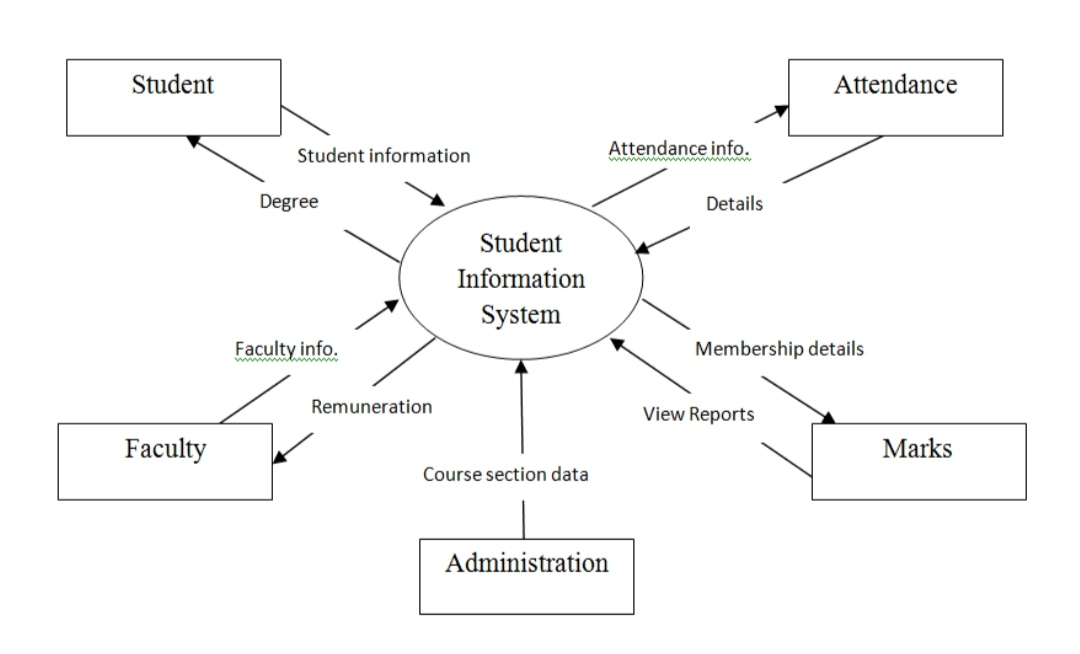 Student
Attendance
Student information
Attendance info.
Degree
Details
Student
Information
System
Faculty info.
Membership details
Remuneration
View Reports
Faculty
Marks
Course section data
Administration